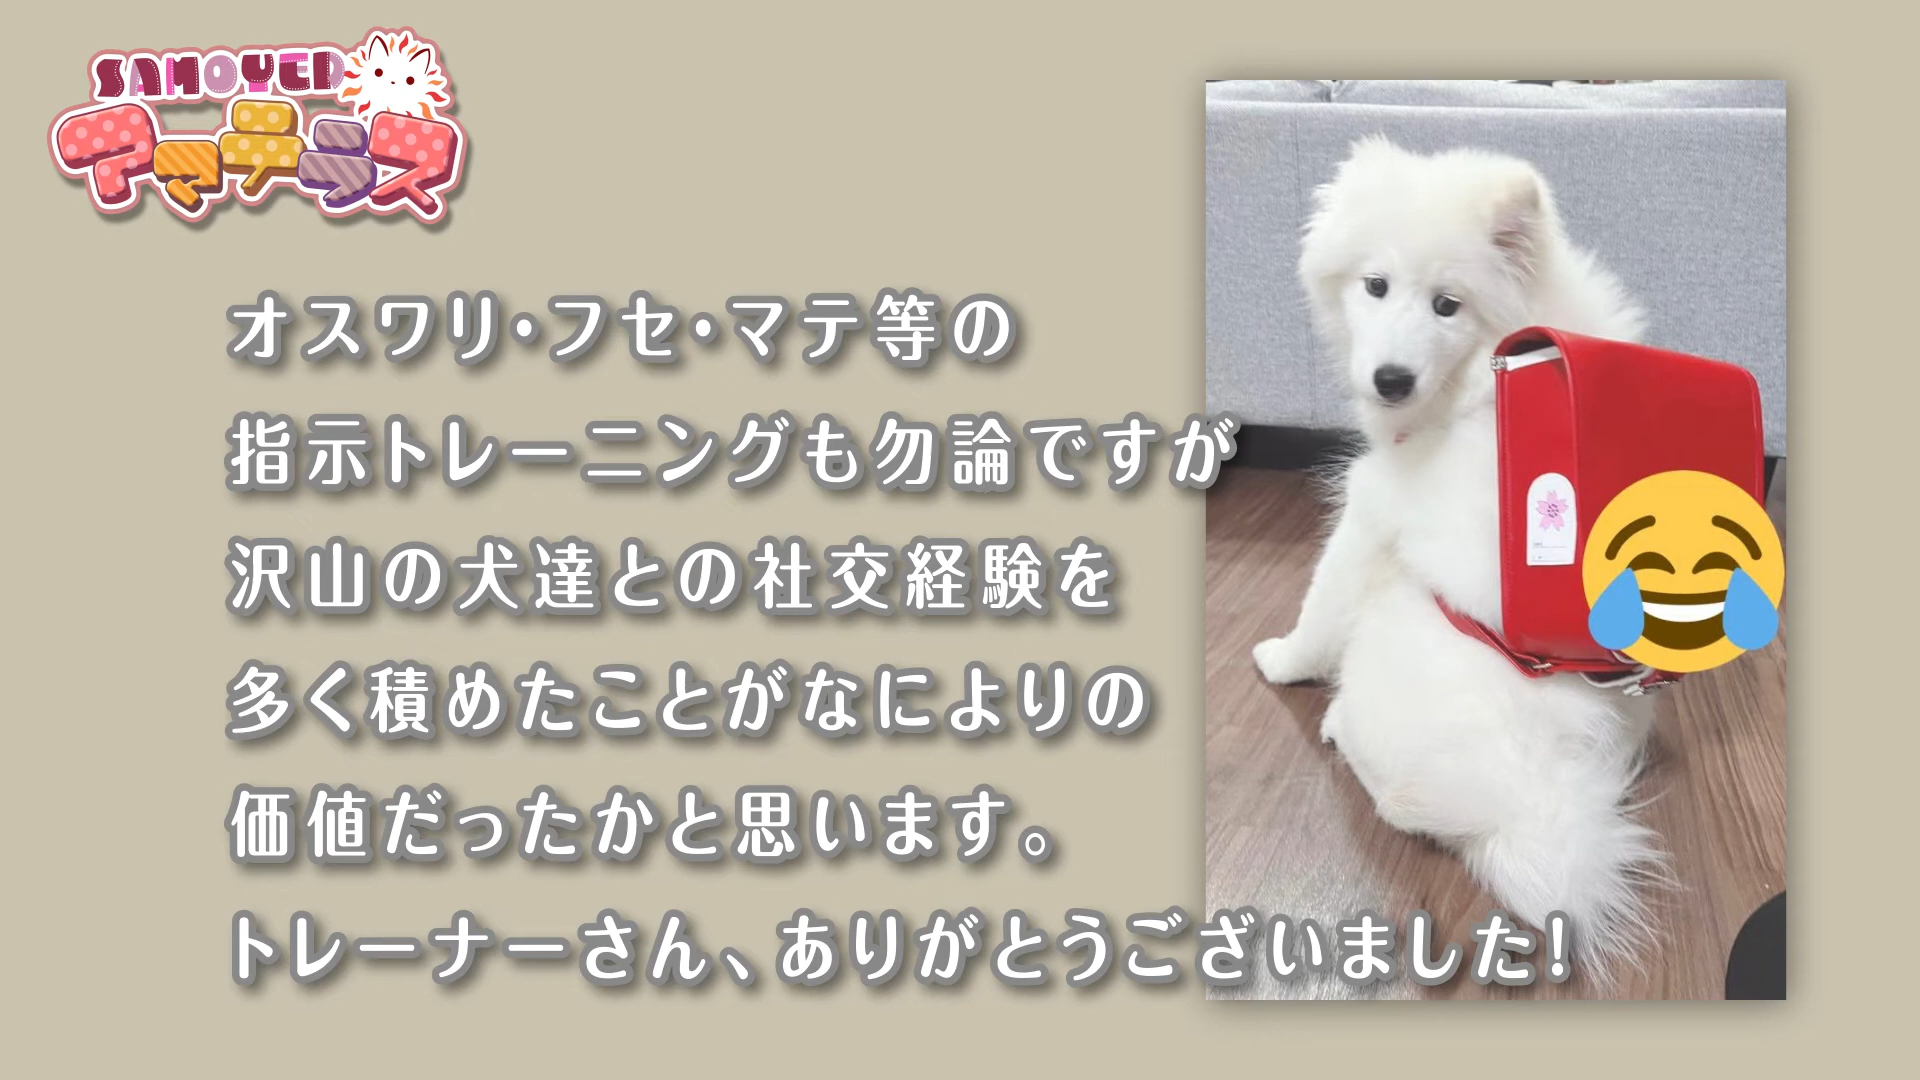 SAMOYED
アマテラス
オスワリ・フセ・マテ等の
指示トレーニングも勿論ですが
沢山の犬達との社交経験を
多く積めたことがなによりの
価値だったかと思います。
トレーナーさん、ありがとうございました!